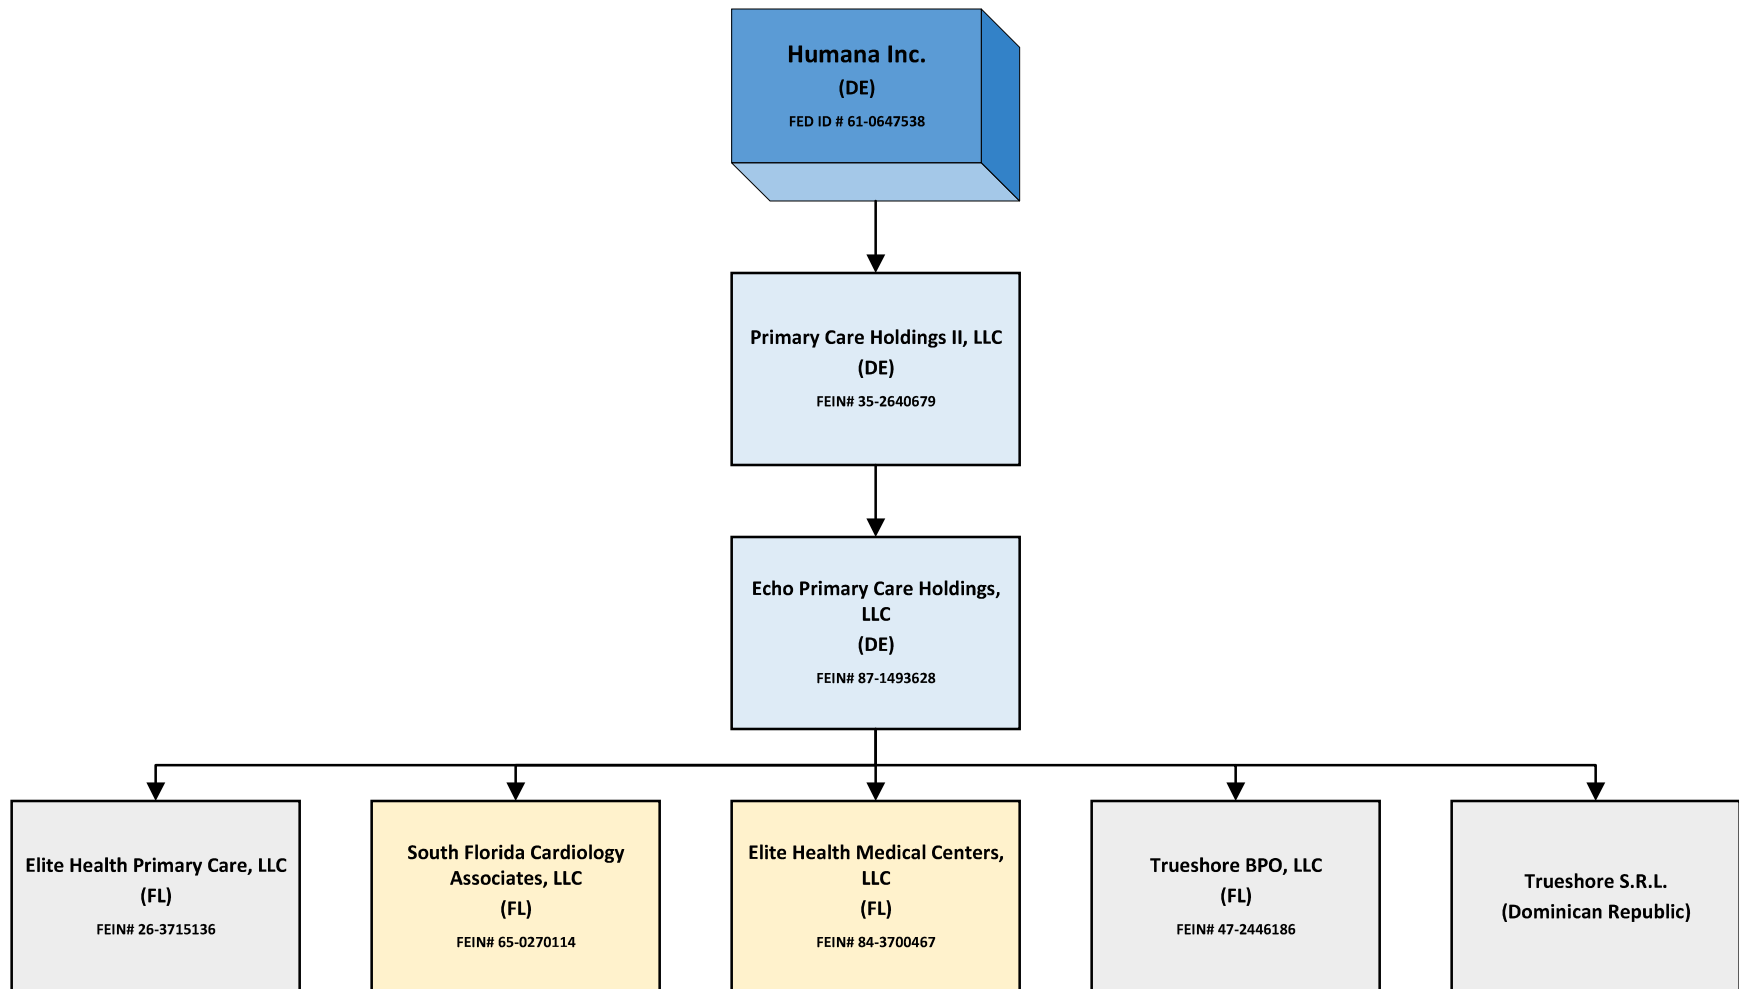 Humana Inc.
(DE)
FED ID # 61-0647538
Primary Care Holdings II, LLC
(DE)
FEIN# 35-2640679
Echo Primary Care Holdings,
LLC
(DE)
FEIN# 87-1493628
Elite Health Primary Care, LLC
(FL)
FEIN# 26-3715136
South Florida Cardiology
Associates, LLC
(FL)
FEIN# 65-0270114
Elite Health Medical Centers,
LLC
(FL)
FEIN# 84-3700467
Trueshore BPO, LLC
(FL)
FEIN# 47-2446186
Trueshore S.R.L.
(Dominican Republic)